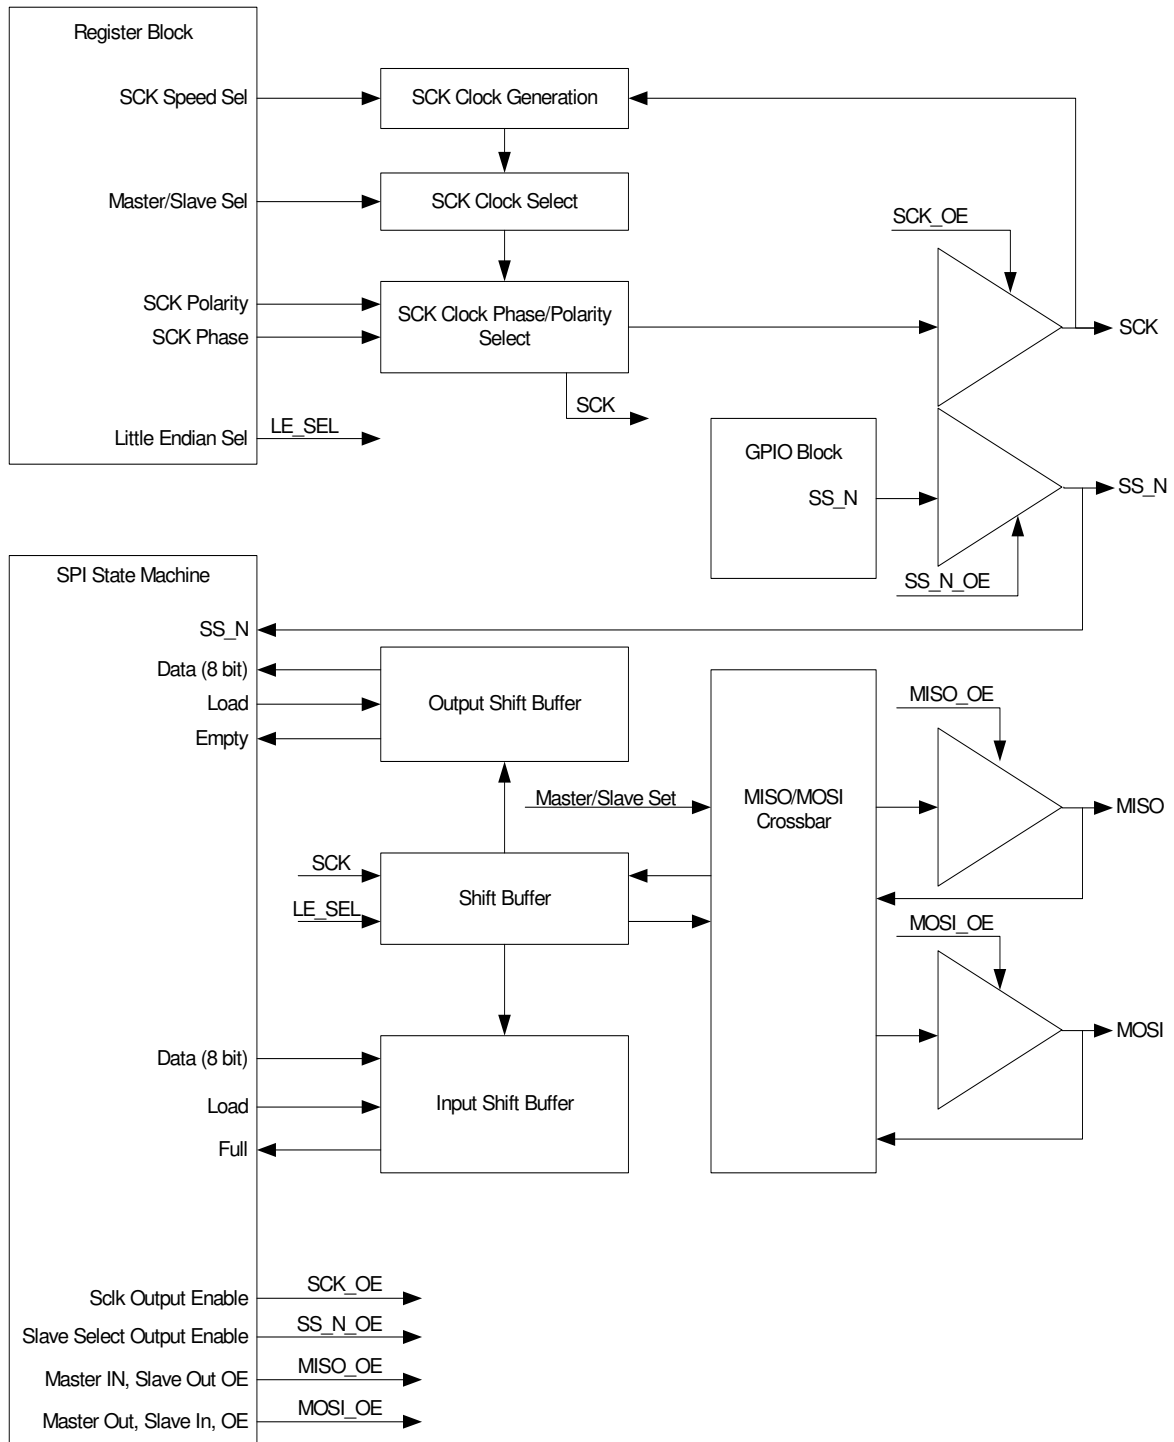 Register Block
SCK Speed Sel
SCK Clock Generation
Master/Slave Sel
SCK Clock Select
SCK_OE
SCK Polarity
SCK Phase
SCK Clock Phase/Polarity
Select
SCK
SCK
Little Endian Sel
LE_SEL
GPIO Block
SS_N
SS_N
SS_N_OE
SPI State Machine
SS_N
Data (8 bit)
Load
Empty
Output Shift Buffer
MISO_OE
Master/Slave Set
MISO/MOSI
Crossbar
MISO
SCK
LE_SEL
Shift Buffer
MOSI_OE
MOSI
Data (8 bit)
Load
Full
Input Shift Buffer
Sclk Output Enable
SCK_OE
Slave Select Output Enable
SS_N_OE
Master IN, Slave Out OE
MISO_OE
Master Out, Slave In, OE
MOSI_OE